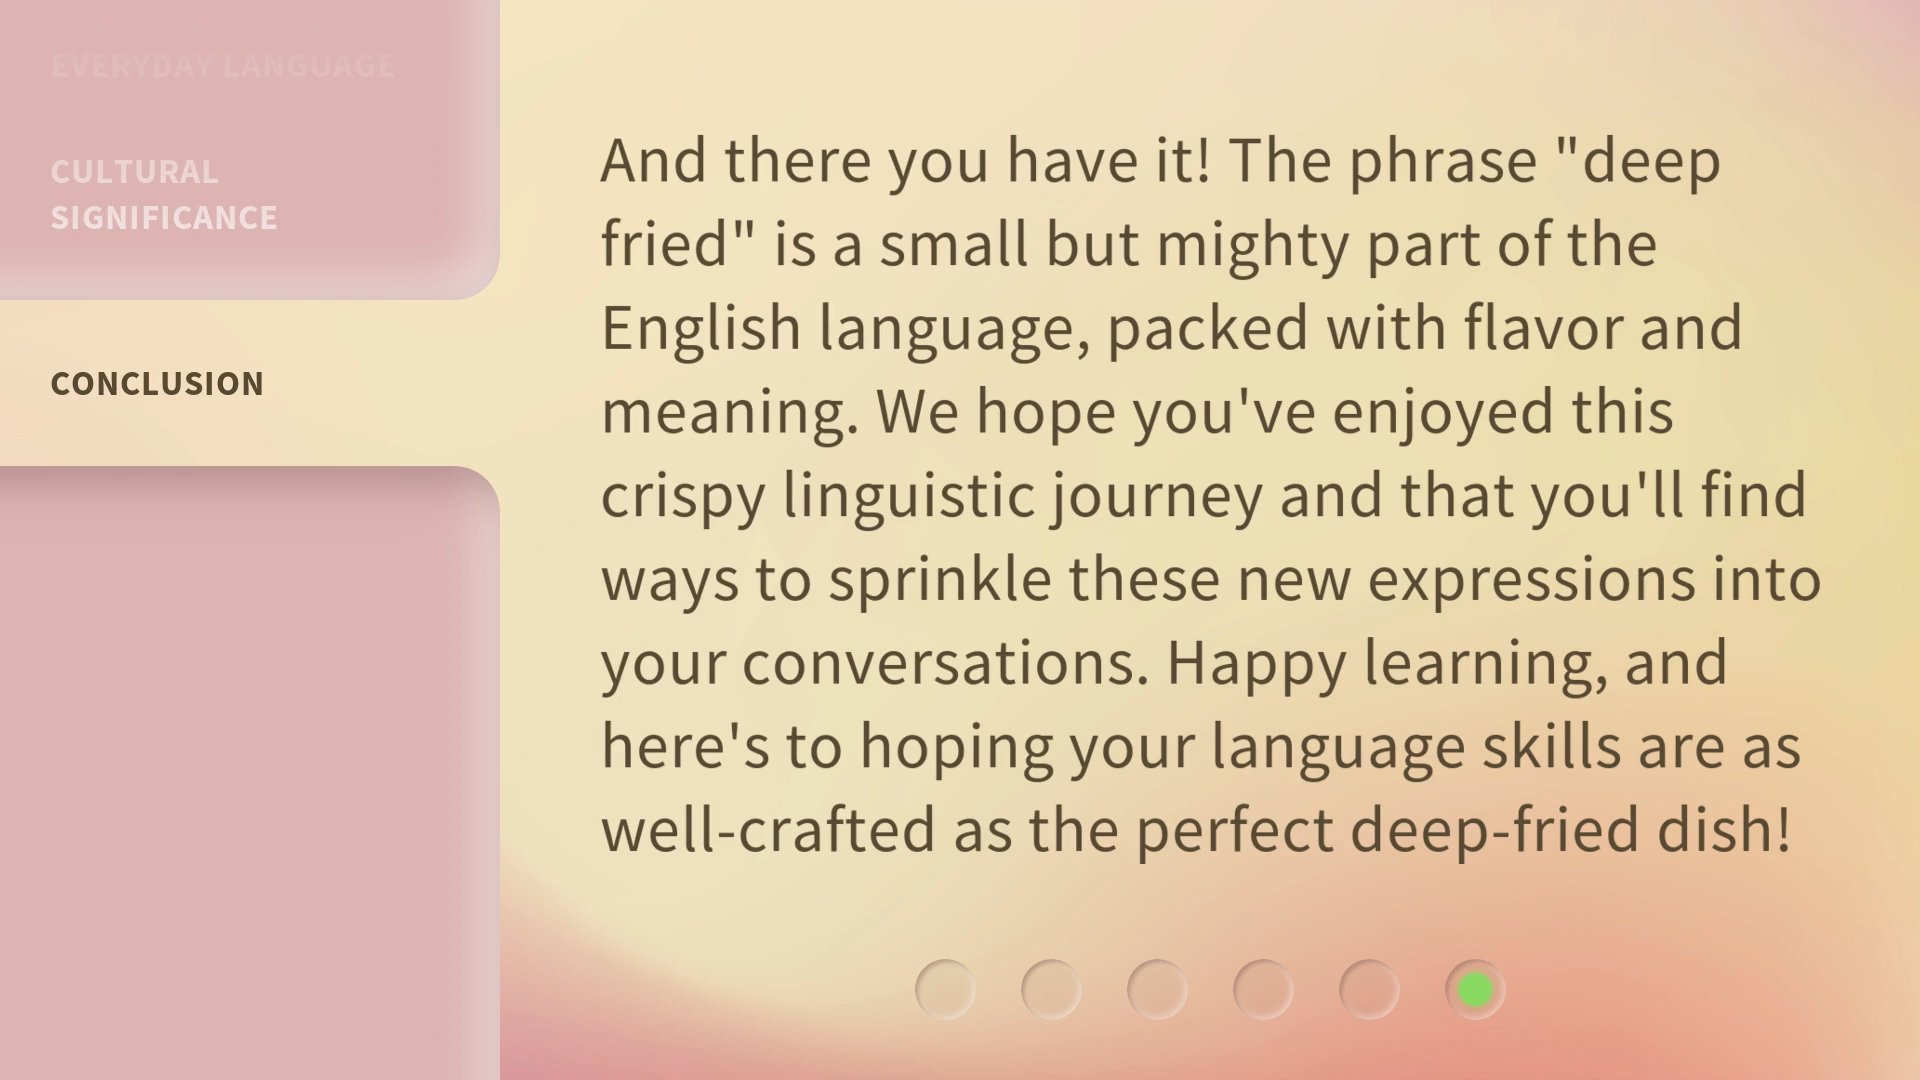 EVERYDAY LANGUAGE
CULTURAL
SIGNIFICANCE
CONCLUSION
And there you have it! The phrase "deep
fried" is a small but mighty part of the
English language, packed with flavor and
meaning. We hope you've enjoyed this
crispy linguistic journey and that you'll find
ways to sprinkle these new expressions into
your conversations. Happy learning, and
here's to hoping your language skills are as
well-crafted as the perfect deep-fried dish!